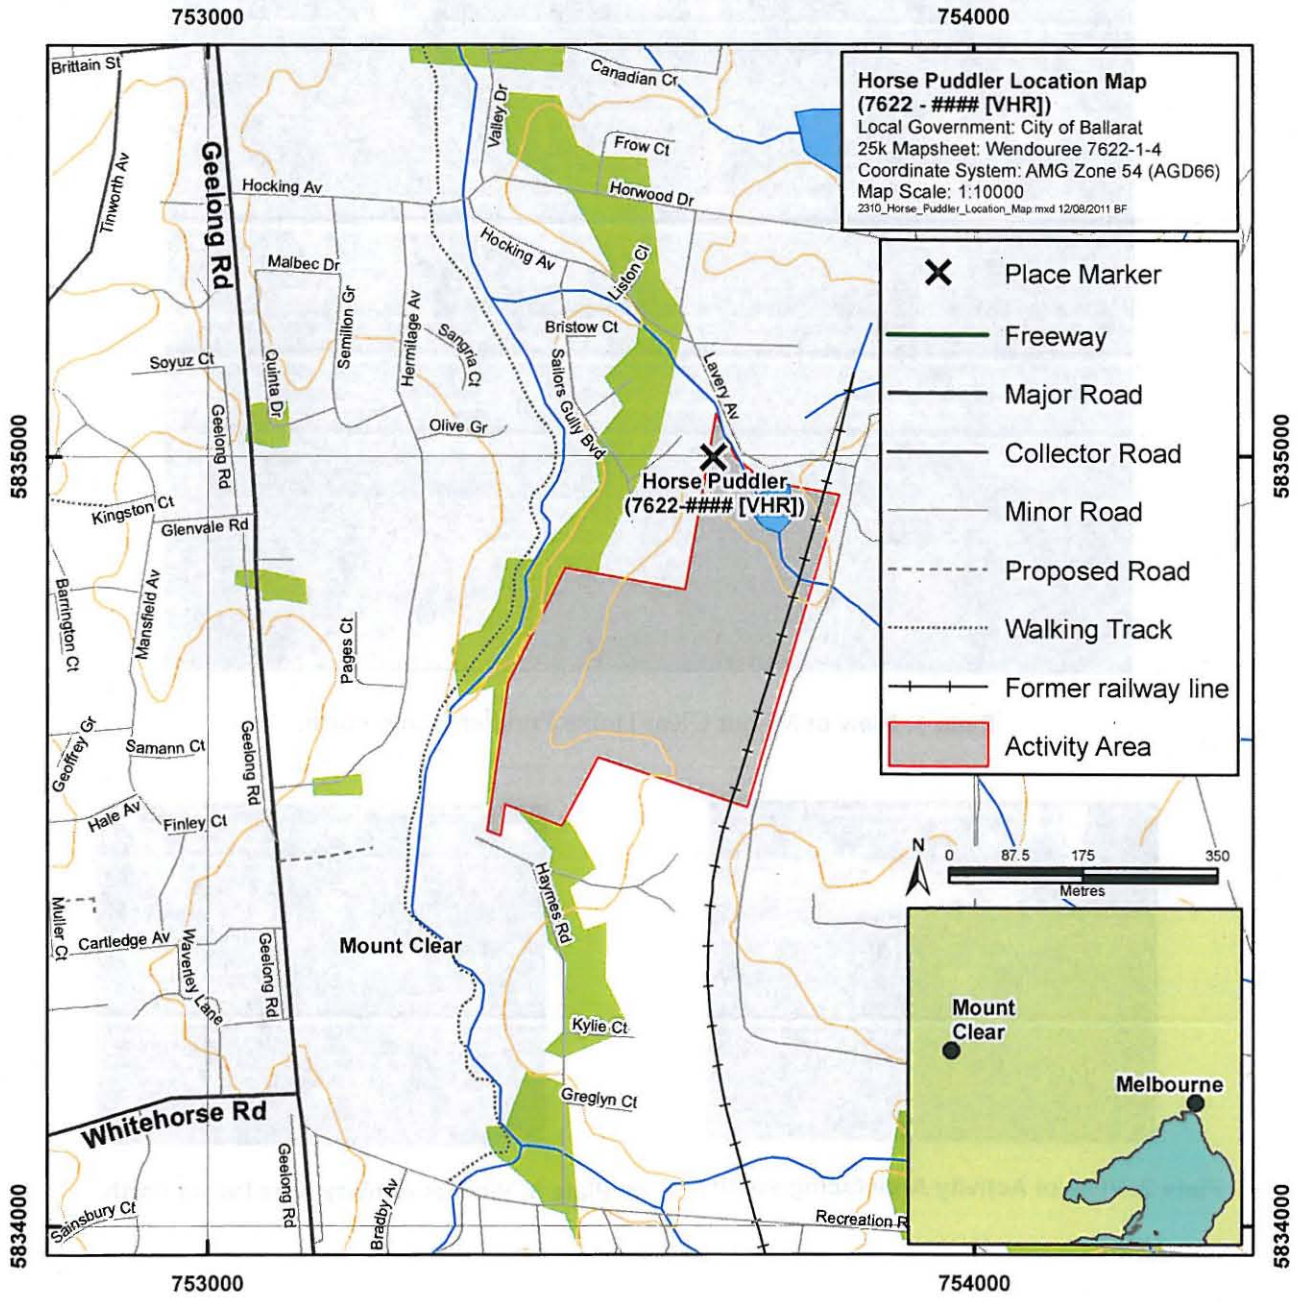 753000
754000
Brittain St
Canadian Cr
Horse Puddler Location Map
(7622 - #### [VHR])
Local Government: City of Ballarat
25k Mapsheet: Wendouree 7622-1-4
Coordinate System: AMG Zone 54 (AGD66)
Map Scale: 1:10000
2310_Horse_Puddler_Location_Map.mxd 12/08/2011 BF
Tinworth Av
Geelong Rd
Valley Dr
Frow Ct
Hocking Av
Horwood Dr
Hocking Av
Malbec Dr
Liston Cl
Semillon Gr
Hermitage Av
Sangria Ct
Bristow Ct
Soyuz Ct
Quinta Dr
Sailors Gully Bvd
Lavery Av
Geelong Rd
Olive Gr
5835000
5835000
Horse Puddler
(7622-#### [VHR])
Kingston Ct
Glenvale Rd
Barrington Ct
Mansfield Av
Pages Ct
Geoffrey Gr
Samann Ct
Geelong Rd
Hale Av
Finley Ct
Place Marker
Freeway
Major Road
Collector Road
Minor Road
Proposed Road
Walking Track
Former railway line
Activity Area
N
0 87.5 175 350
Metres
Haymes Rd
Muller Ct
Cartledge Av
Waverley Lane
Geelong Rd
Mount Clear
Kylie Ct
Greglyn Ct
Mount
Clear
Melbourne
Whitehorse Rd
Geelong Rd
Sainsbury Ct
Bradby Av
Recreation R
5834000
5834000
753000
754000